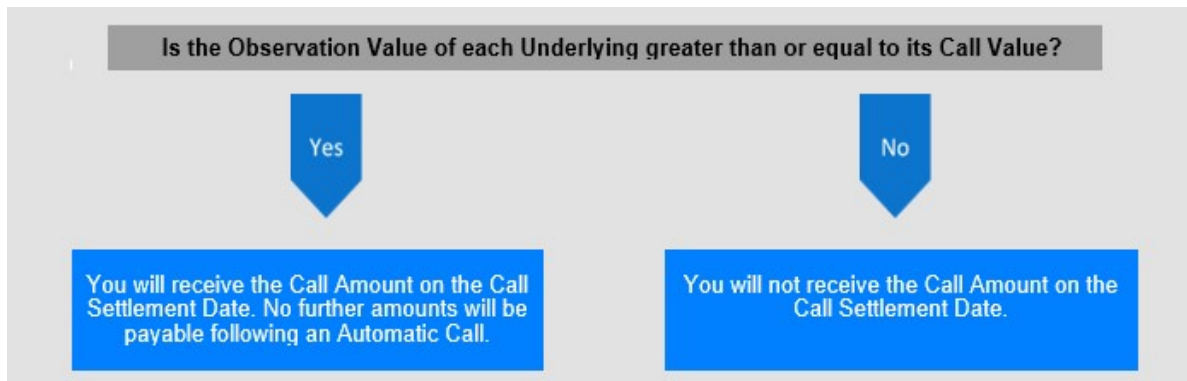 Is the Observation Value of each Underlying greater than or equal to its Call Value?
Yes
No
You will receive the Call Amount on the Call
Settlement Date. No further amounts will be
payable following an Automatic Call.
You will not receive the Call Amount on the
Call Settlement Date.